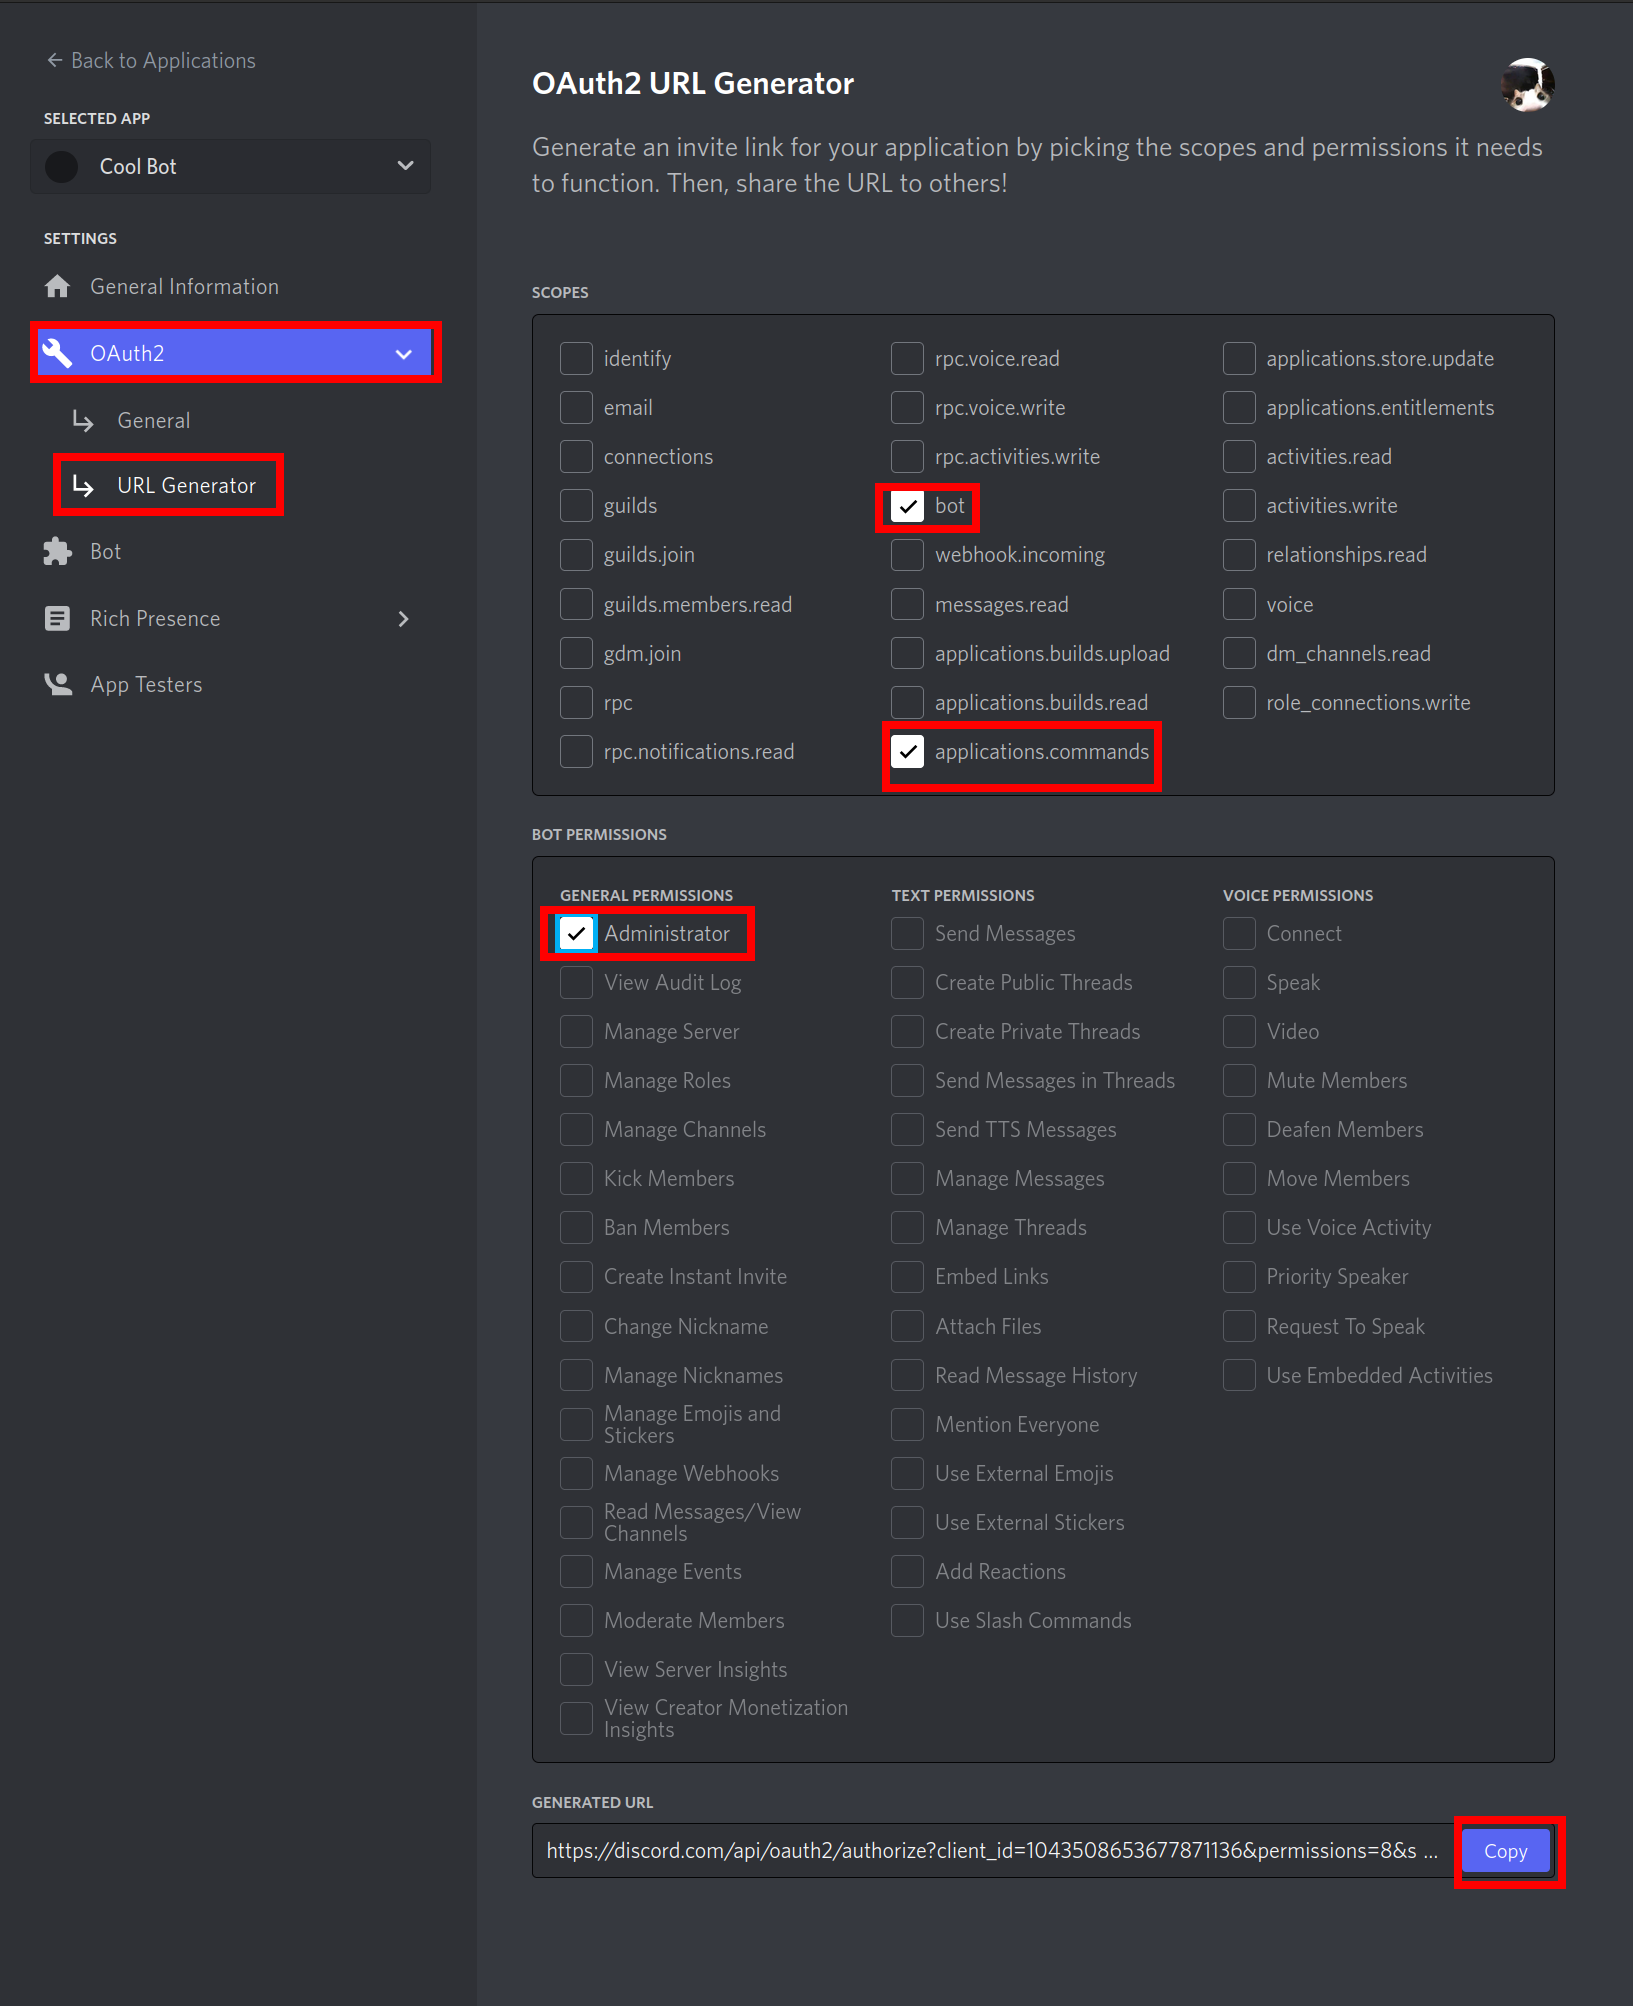 Back to Applications
SELECTED APP
Cool Bot
SETTINGS
General Information
OAuth2
General
URL Generator
Bot
Rich Presence
App Testers
OAuth2 URL Generator
Generate an invite link for your application by picking the scopes and permissions it needs
to function. Then, share the URL to others!
SCOPES
identify
email
connections
guilds
guilds.join
guilds.members.read
gdm.join
rpc
rpc.notifications.read
rpc.voice.read
rpc.voice.write
rpc.activities.write
bot
webhook.incoming
messages.read
applications.builds.upload
applications.builds.read
applications.commands
applications.store.update
applications.entitlements
activities.read
activities.write
relationships.read
voice
dm_channels.read
role_connections.write
BOT PERMISSIONS
GENERAL PERMISSIONS
Administrator
View Audit Log
Manage Server
Manage Roles
Manage Channels
Kick Members
Ban Members
Create Instant Invite
Change Nickname
Manage Nicknames
Manage Emojis and
Stickers
Manage Webhooks
Read Messages/View
Channels
Manage Events
Moderate Members
View Server Insights
View Creator Monetization
Insights
TEXT PERMISSIONS
Send Messages
Create Public Threads
Create Private Threads
Send Messages in Threads
Send TTS Messages
Manage Messages
Manage Threads
Embed Links
Attach Files
Read Message History
Mention Everyone
Use External Emojis
Use External Stickers
Add Reactions
Use Slash Commands
VOICE PERMISSIONS
Connect
Speak
Video
Mute Members
Deafen Members
Move Members
Use Voice Activity
Priority Speaker
Request To Speak
Use Embedded Activities
GENERATED URL
https://discord.com/api/oauth2/authorize?client_id=1043508653677871136&permissions=8&s ...
Copy